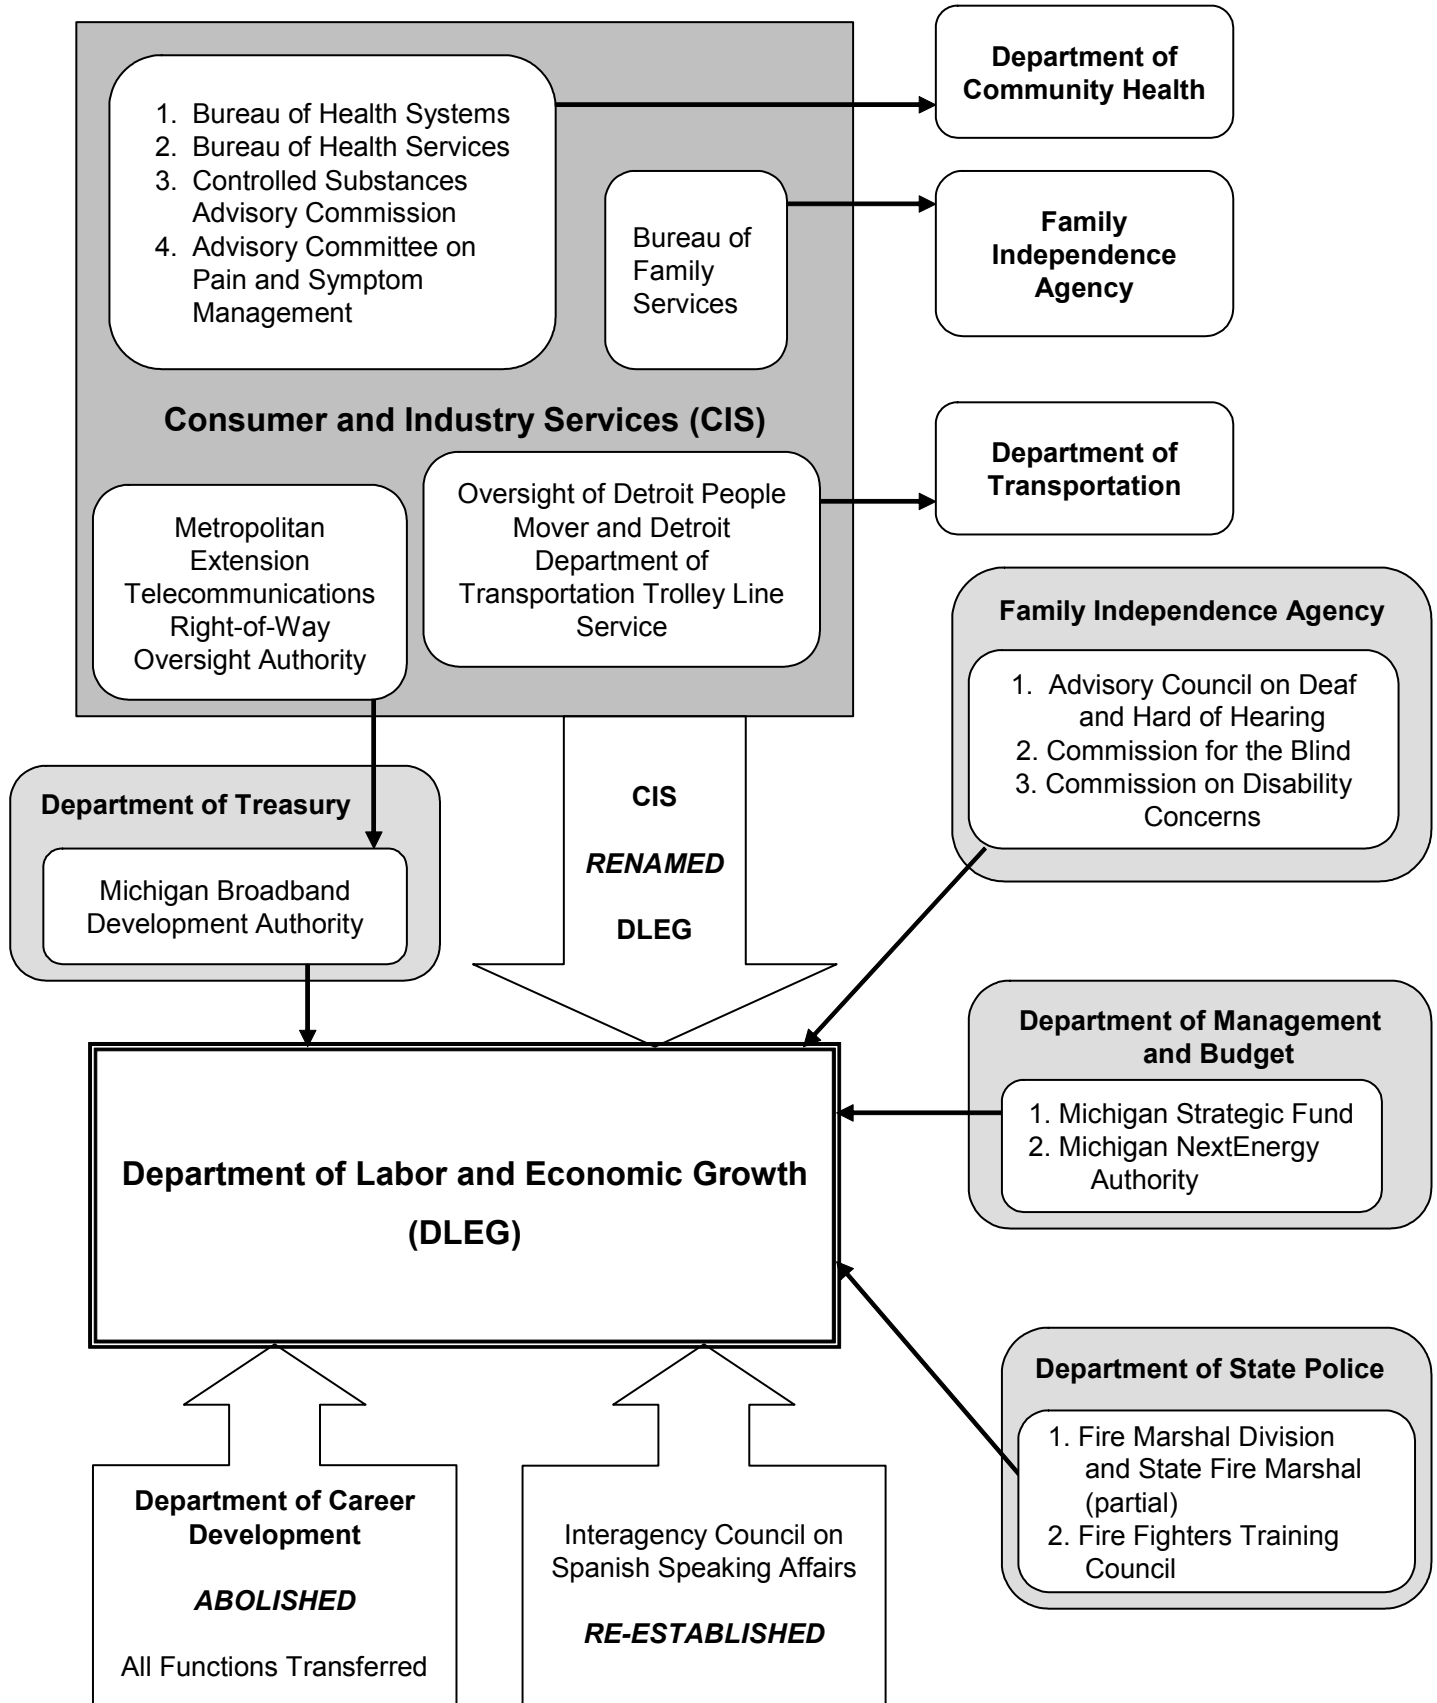 Department of
Community Health
1. Bureau of Health Systems
2. Bureau of Health Services
3. Controlled Substances
Advisory Commission
4. Advisory Committee on
Pain and Symptom
Management
Bureau of
Family
Services
Family
Independence
Agency
Consumer and Industry Services (CIS)
Metropolitan
Extension
Telecommunications
Right-of-Way
Oversight Authority
Oversight of Detroit People
Mover and Detroit
Department of
Transportation Trolley Line
Service
Department of
Transportation
Family Independence Agency
1. Advisory Council on Deaf
and Hard of Hearing
2. Commission for the Blind
3. Commission on Disability
Concerns
Department of Treasury
Michigan Broadband
Development Authority
CIS
RENAMED
DLEG
Department of Management
and Budget
1. Michigan Strategic Fund
2. Michigan NextEnergy
Authority
Department of Labor and Economic Growth
(DLEG)
Department of State Police
1. Fire Marshal Division
and State Fire Marshal
(partial)
2. Fire Fighters Training
Council
Department of Career
Development
ABOLISHED
All Functions Transferred
Interagency Council on
Spanish Speaking Affairs
RE-ESTABLISHED